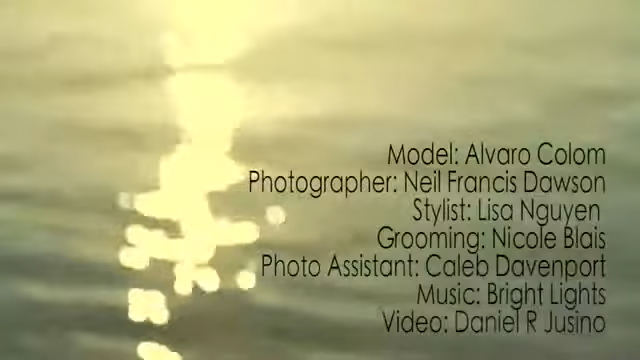 Model: Alvaro Colom
Photographer: Neil Francis Dawson
Stylist: Lisa Nguyen
Grooming: Nicole Blais
Photo Assistant: Caleb Davenport
Music: Bright Lights
Video: Daniel R Jusino